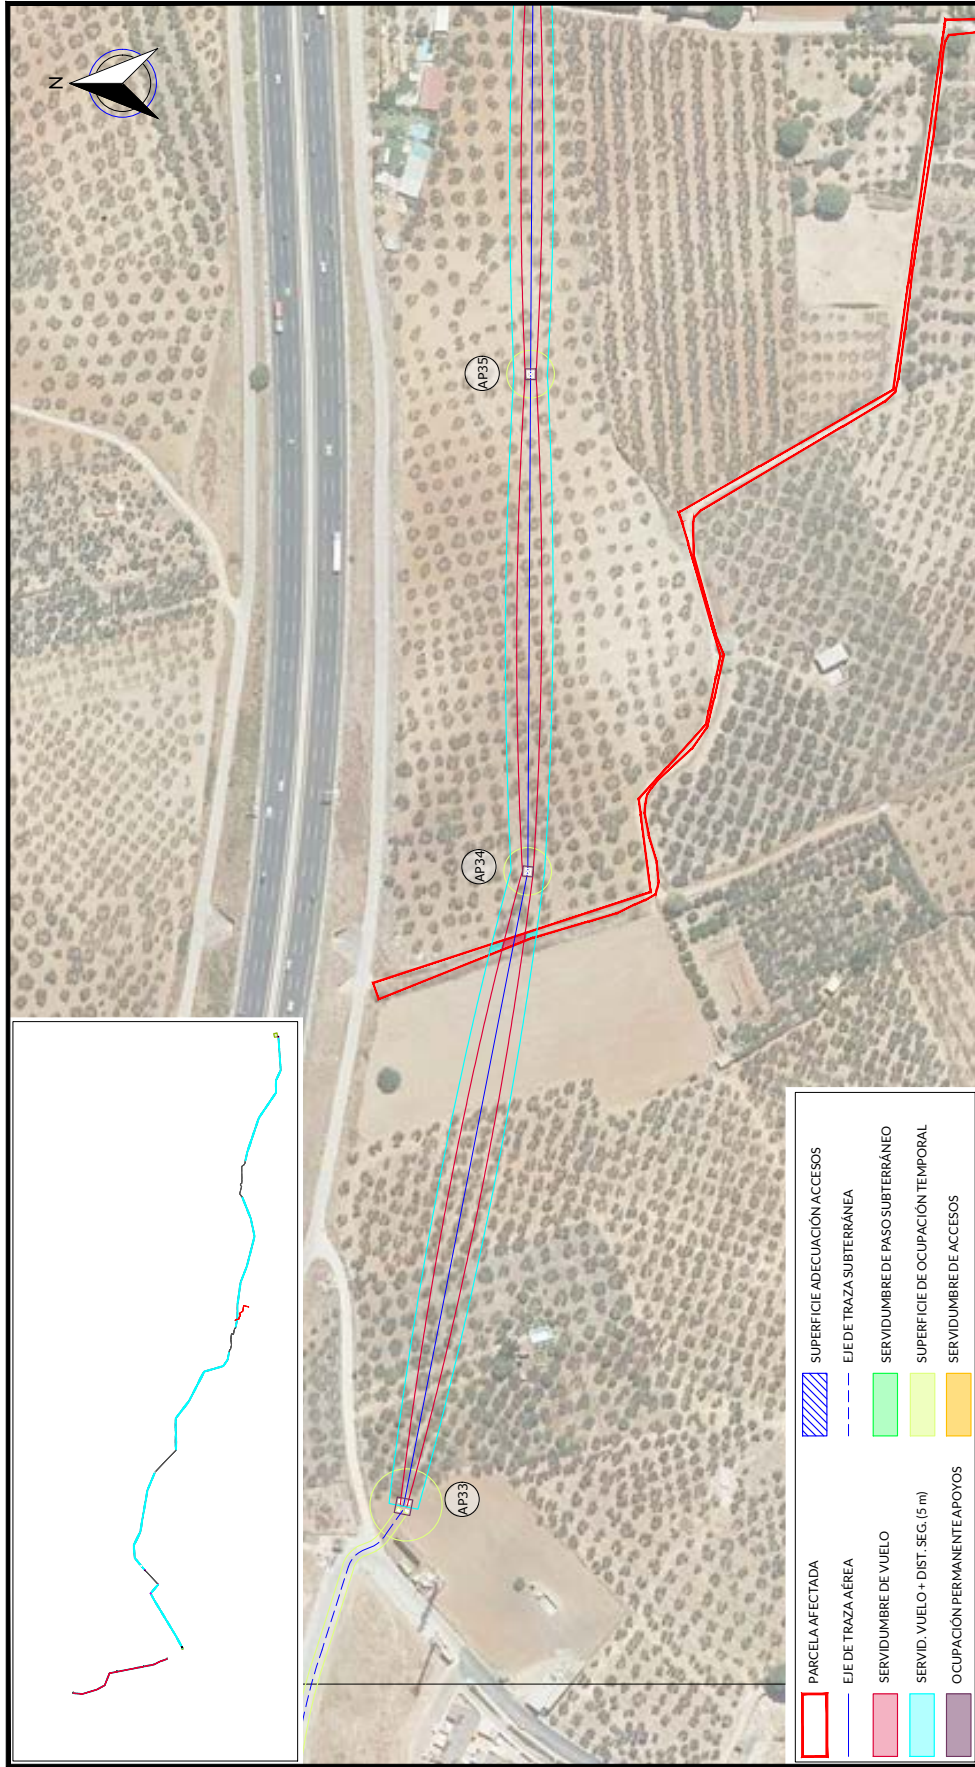 N
AP35
AP34
AP33
PARCELA AFECTADA
EJE DE TRAZA AÉREA
SERVIDUMBRE DE VUELO
SERVID. VUELO + DIST. SEG. (5 m)
OCUPACIÓN PERMANENTE APOYOS
SUPERFICIE ADECUACIÓN ACCESOS
EJE DE TRAZA SUBTERRÁNEA
SERVIDUMBRE DE PASO SUBTERRÁNEO
SUPERFICIE DE OCUPACIÓN TEMPORAL
SERVIDUMBRE DE ACCESOS